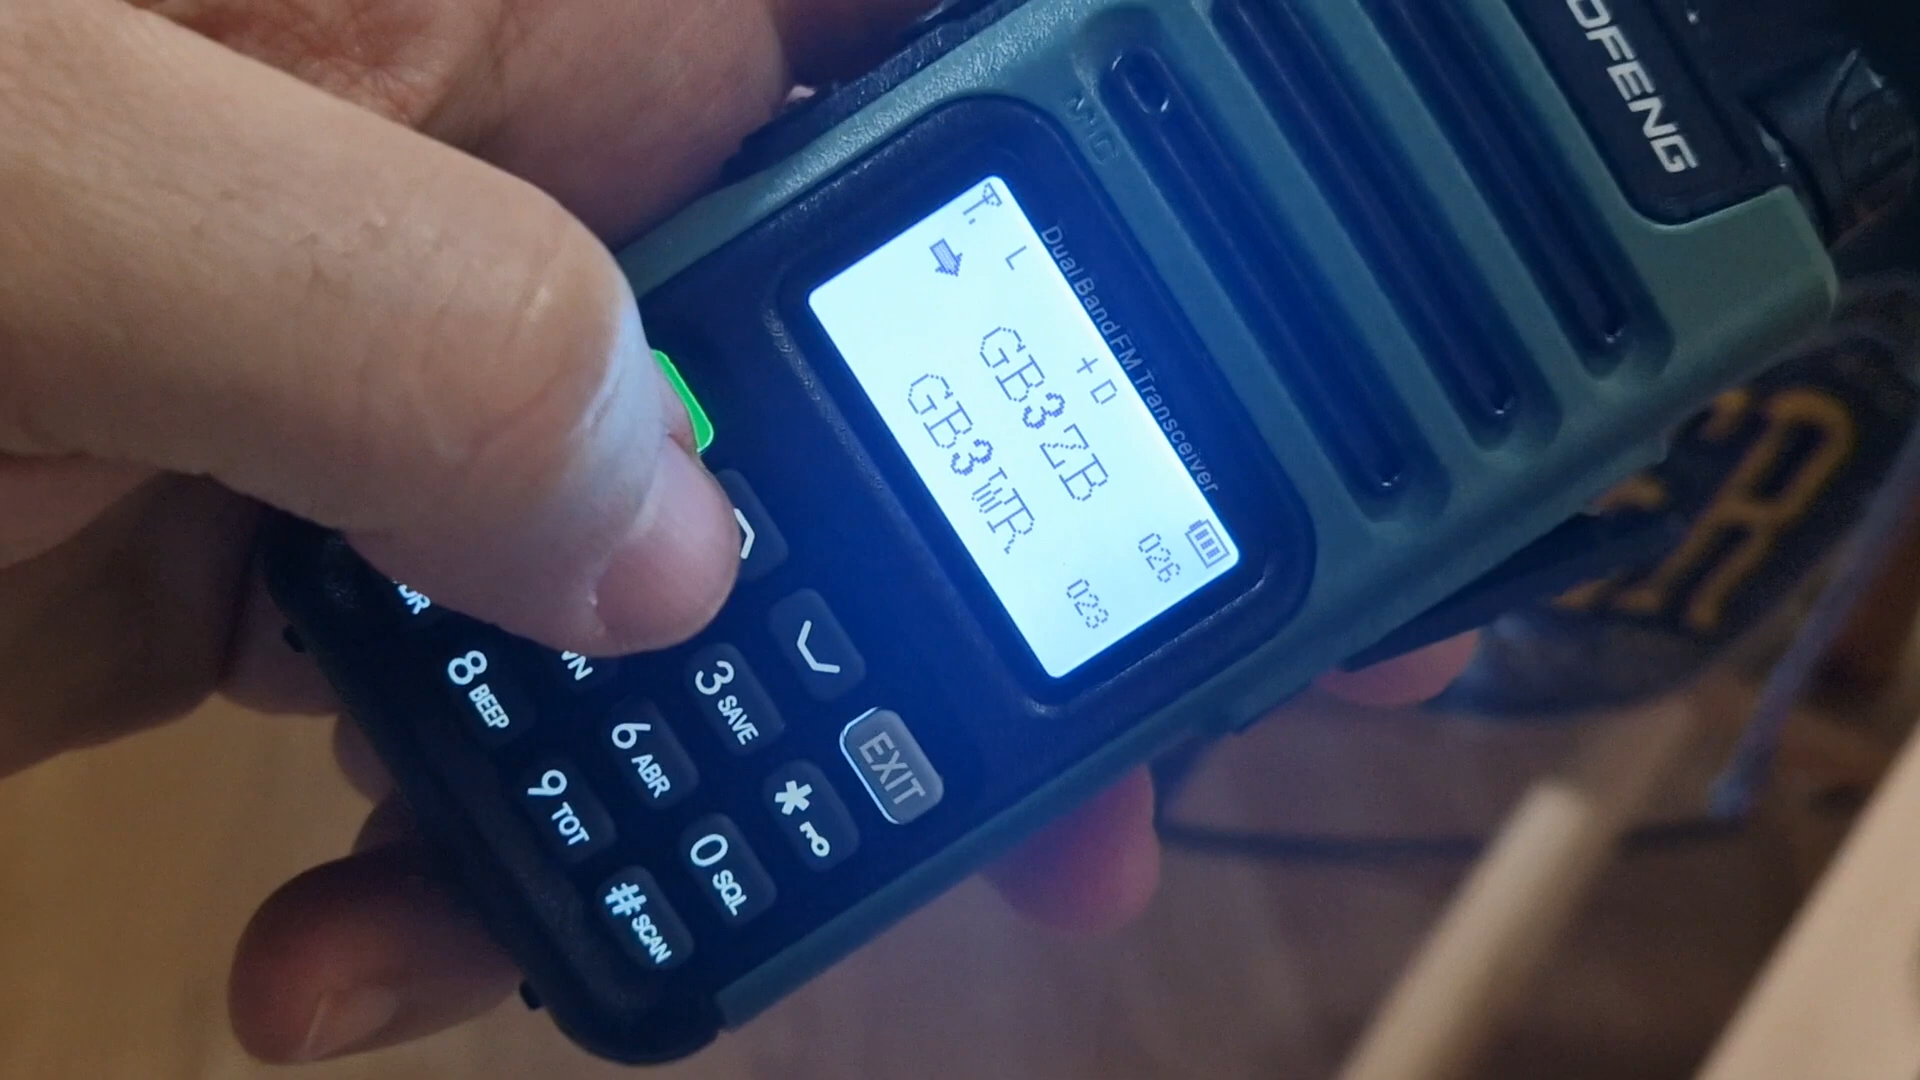 OFENG
MIC
Dual Band FM Transceiver
L
+ D
GB3ZB 026
GB3WR 023
EXIT
3 SAVE
* 
6 ABR
0 SQL
8 BEEP
9 TOT
# SCAN